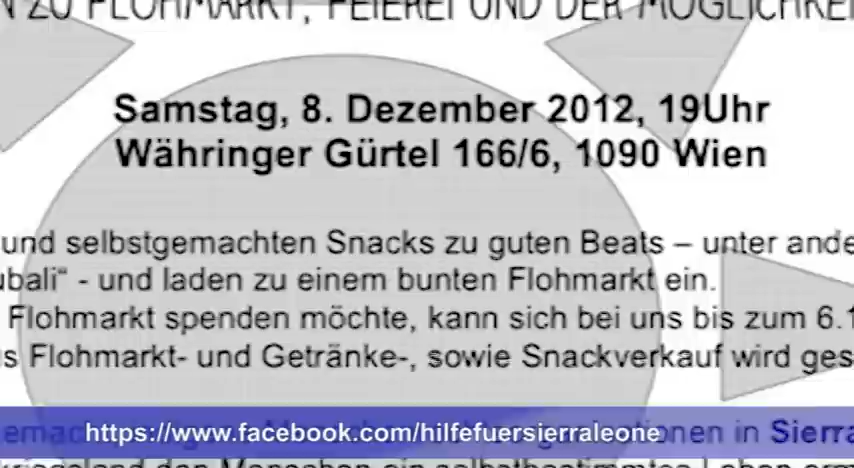 ZU FLOHMARKT, FEIEREI UND DER MÖGLICHKEI
Samstag, 8. Dezember 2012, 19Uhr
Währinger Gürtel 166/6, 1090 Wien
und selbstgemachten Snacks zu guten Beats – unter ande
ubali“ - und laden zu einem bunten Flohmarkt ein.
Flohmarkt spenden möchte, kann sich bei uns bis zum 6.1
s Flohmarkt- und Getränke-, sowie Snackverkauf wird ges
https://www.facebook.com/hilfefuersierraleone
onen in Sierra